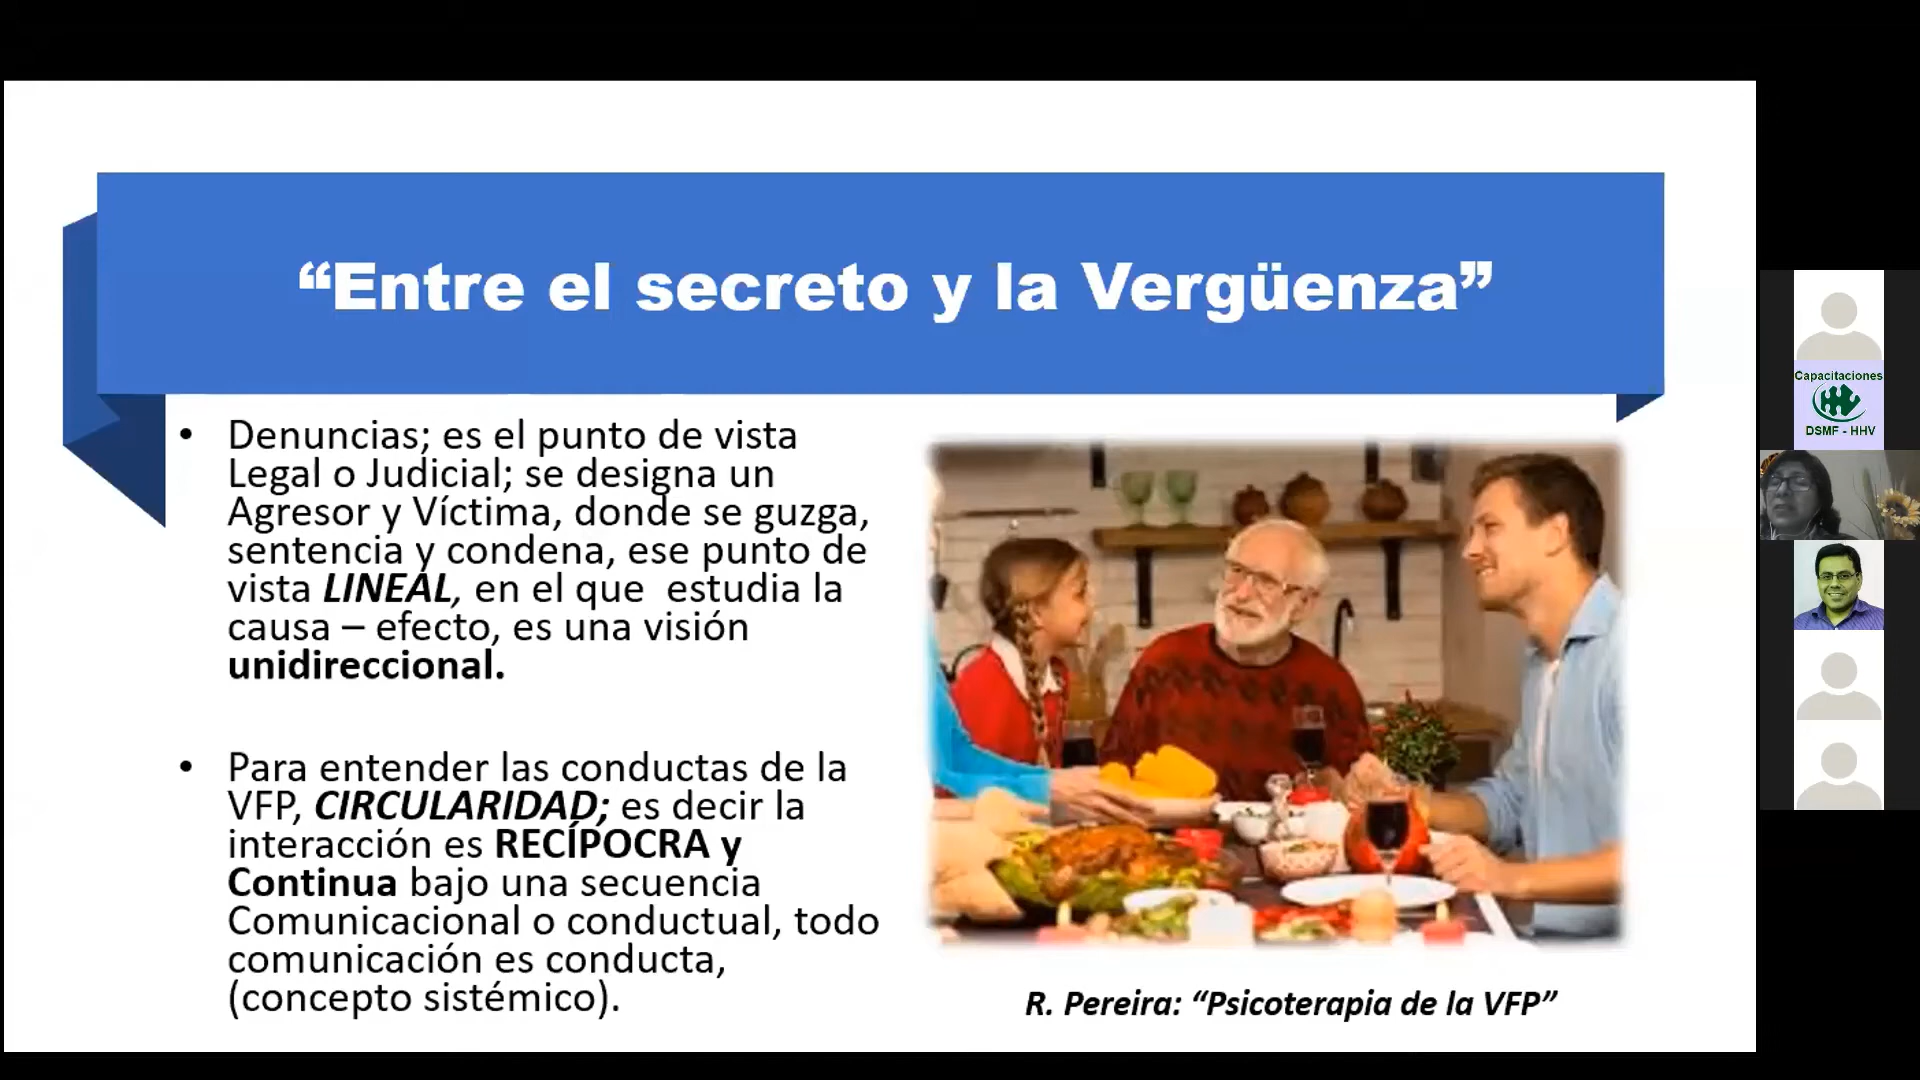 “Entre el secreto y la Vergüenza”
• Denuncias; es el punto de vista
Legal o Judicial; se designa un
Agresor y Víctima, donde se guzga,
sentencia y condena, ese punto de
vista LINEAL, en el que estudia la
causa – efecto, es una visión
unidireccional.
• Para entender las conductas de la
VFP, CIRCULARIDAD; es decir la
interacción es RECÍPOCRA y
Continua bajo una secuencia
Comunicacional o conductual, todo
comunicación es conducta,
(concepto sistémico).
R. Pereira: “Psicoterapia de la VFP”
Capacitaciones
DSMF - HHV